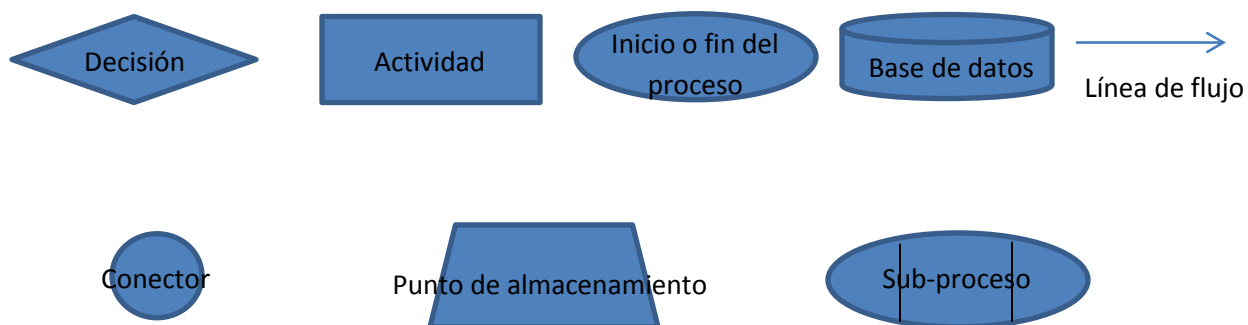 Decisión
Actividad
Inicio o fin del
proceso
Base de datos
Línea de flujo
Conector
Punto de almacenamiento
Sub-proceso